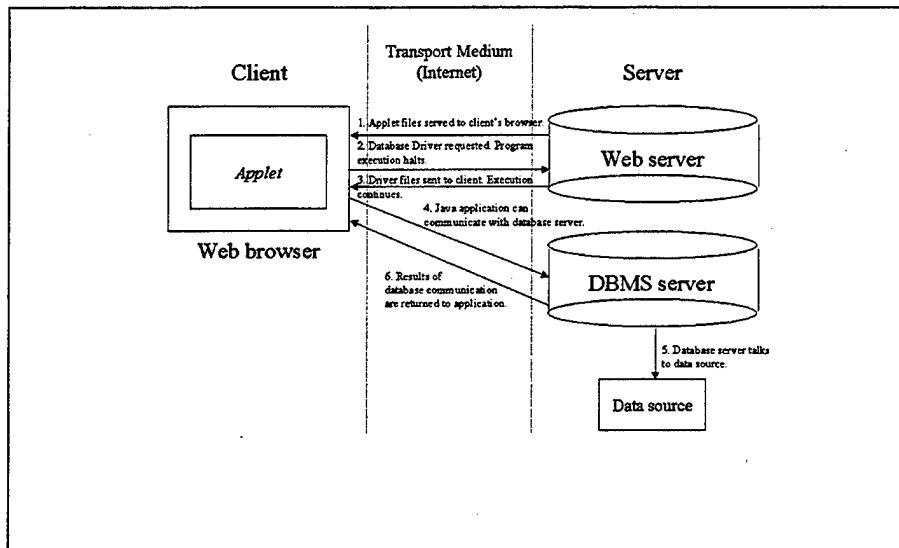 Client
Transport Medium
(Internet)
Server
1. Applet files served to client's browser.
2. Database Driver requested. Program
execution halts.
3. Driver files sent to client. Execution
continues.
Applet
Web browser
Web server
4. Java application can
communicate with database server.
6. Results of
database communication
are returned to application.
DBMS server
5. Database server talks
to data source.
Data source